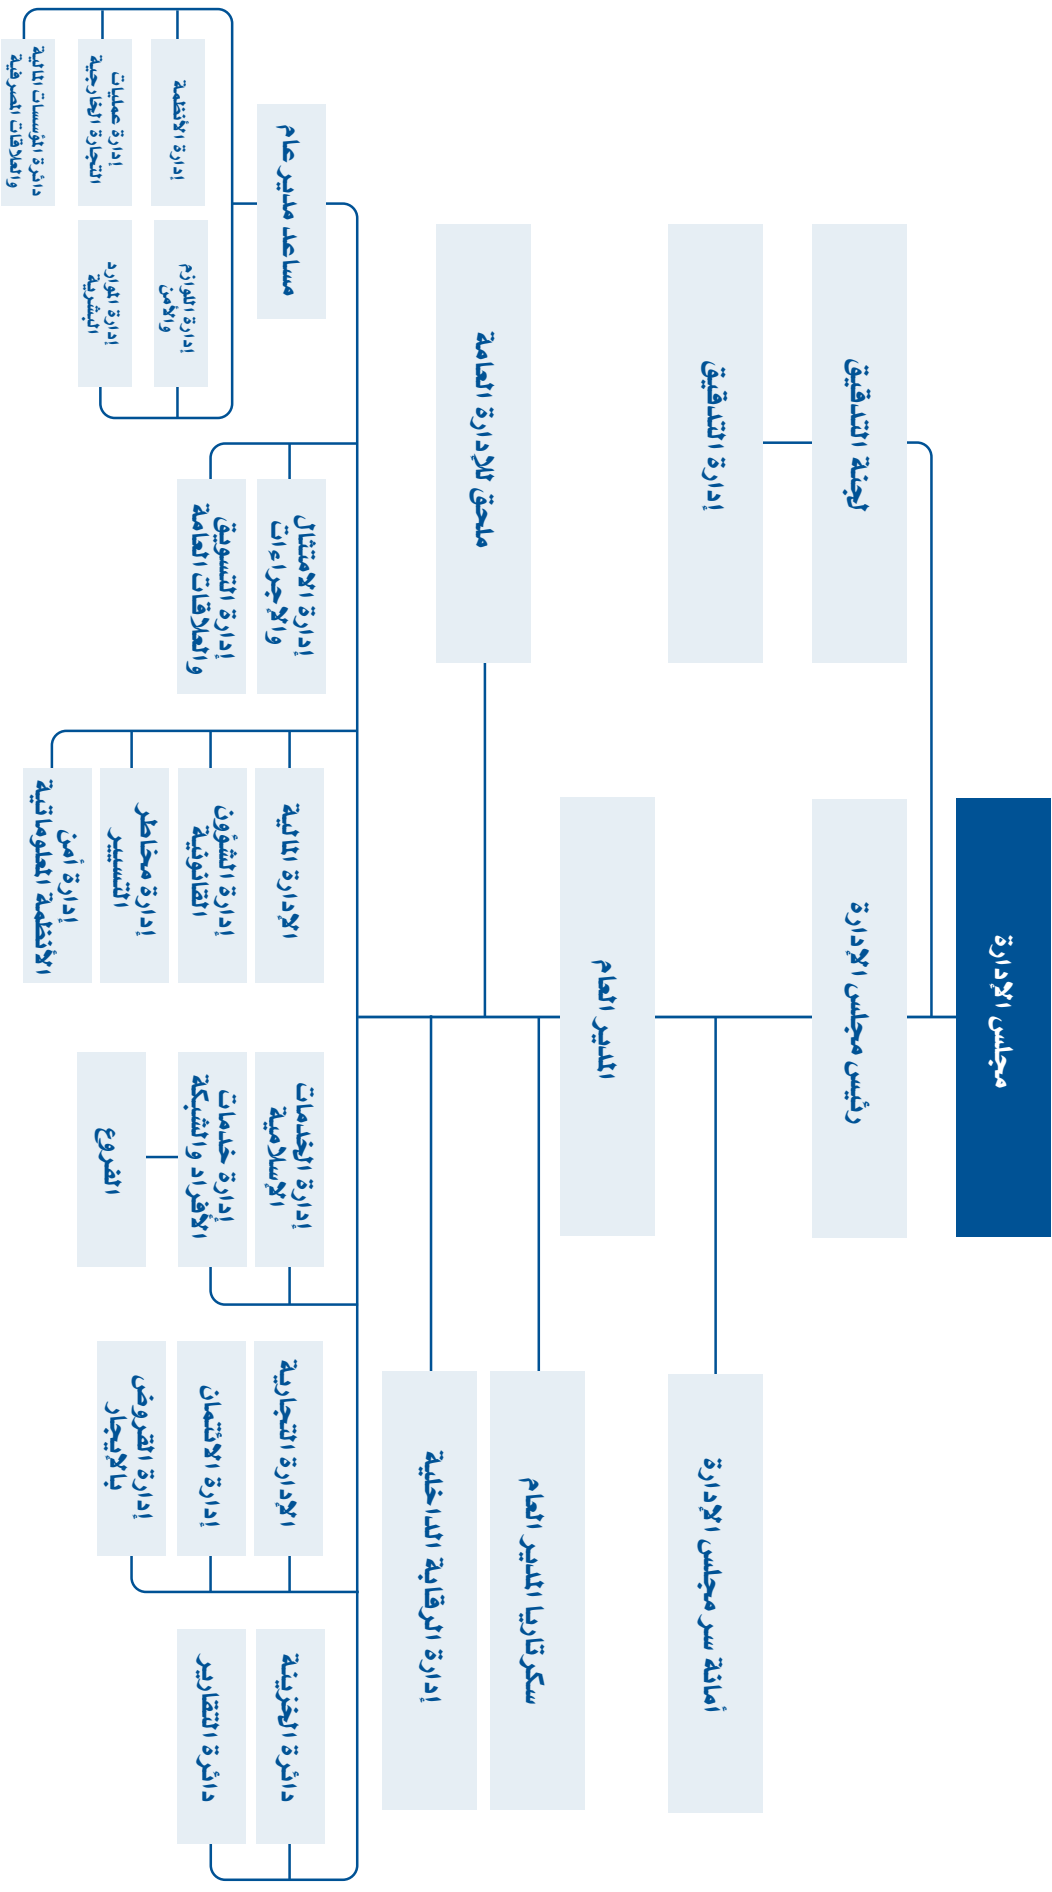 مجلس الإدارة
رئيس مجلس الإدارة
لجنة التدقيق
إدارة التدقيق
أمانة سر مجلس الإدارة
المدير العام
سكرتاريا المدير العام
ملحق للإدارة العامة
إدارة الرقابة الداخلية
دائرة الخزينة
دائرة التقارير
الإدارة التجارية
إدارة الائتمان
إدارة القروض
بالإيجار
إدارة الخدمات
الإسلامية
إدارة خدمات
الأفراد والشبكة
الفروع
الإدارة المالية
إدارة الشؤون
القانونية
إدارة مخاطر
التسيير
إدارة أمن
الأنظمة المعلوماتية
إدارة الامتثال
والإجراءات
إدارة التسويق
والعلاقات العامة
مساعد مدير عام
إدارة اللوازم
والأمن
إدارة الموارد
البشرية
إدارة الأنظمة
إدارة عمليات
التجارة الخارجية
دائرة المؤسسات المالية
والعلاقات المصرفية